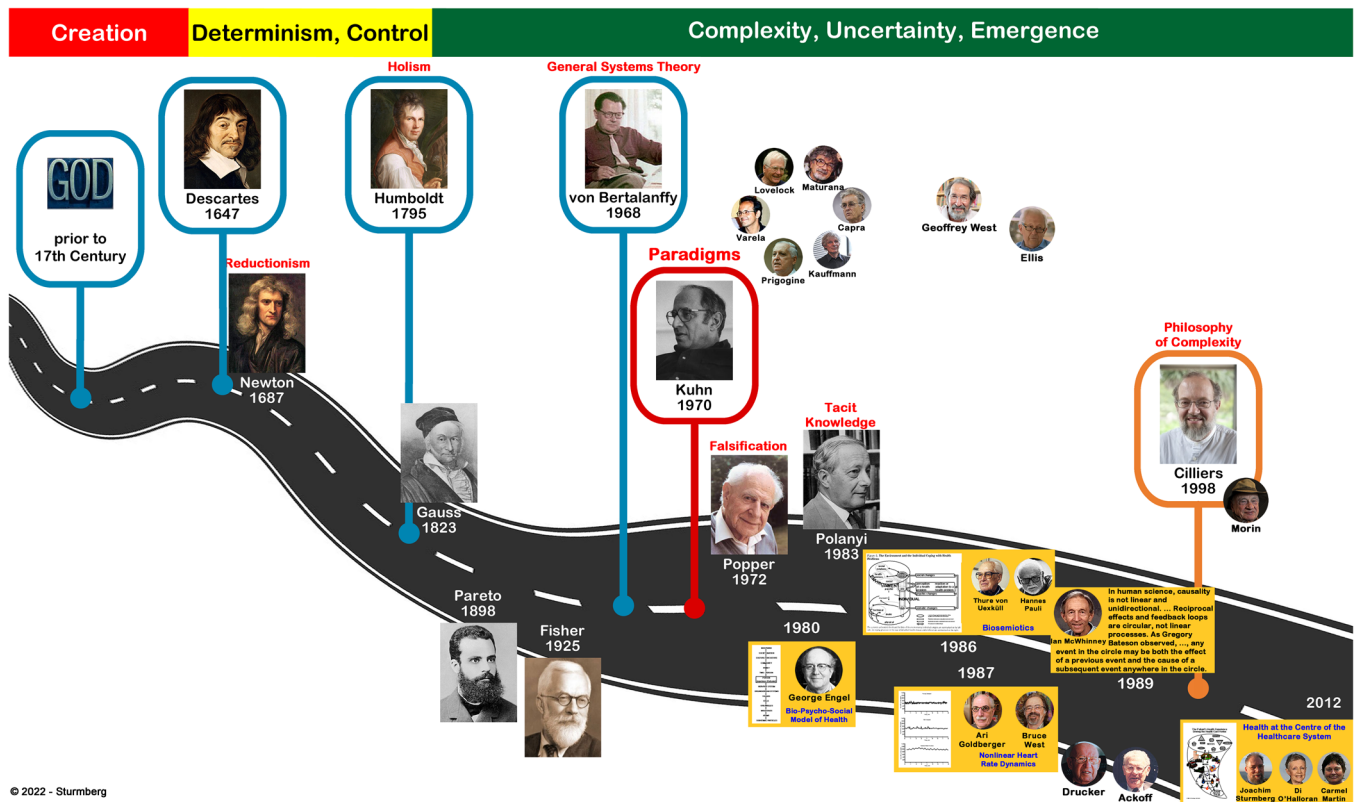 Creation
Determinism, Control
Complexity, Uncertainty, Emergence
GOD
prior to
17th Century
Descartes
1647
Reductionism
Newton
1687
Holism
Humboldt
1795
Gauss
1823
Pareto
1898
Fisher
1925
General Systems Theory
von Bertalanffy
1968
Paradigms
Kuhn
1970
Falsification
Popper
1972
Tacit
Knowledge
Polanyi
1983
Lovelock
Maturana
Varela
Capra
Prigogine
Kauffmann
Geoffrey West
Ellis
Philosophy
of Complexity
Cilliers
1998
Morin
1980
George Engel
Bio-Psycho-Social
Model of Health
INDIVIDUAL
Thure von
Uexküll
Hannes
Pauli
Biosemiotics
1986
1987
Ari
Goldberger
Bruce
West
Nonlinear Heart
Rate Dynamics
Ian McWhinney
In human science, causality
is not linear and
unidirectional. ... Reciprocal
effects and feedback loops
are circular, not linear
processes. As Gregory
Bateson observed, ..., any
event in the circle may be both the effect
of a previous event and the cause of a
subsequent event anywhere in the circle.
1989
Drucker
Ackoff
2012
Health at the Centre of the
Healthcare System
Joachim
Sturmberg
Di
O'Halloran
Carmel
Martin
© 2022 - Sturmberg